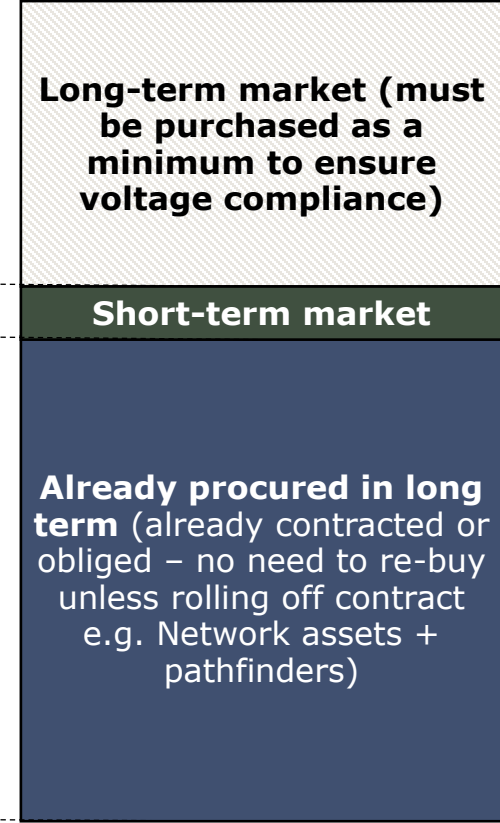 Long-term market (must
be purchased as a
minimum to ensure
voltage compliance)
Short-term market
Already procured in long
term (already contracted or
obliged – no need to re-buy
unless rolling off contract
e.g. Network assets +
pathfinders)